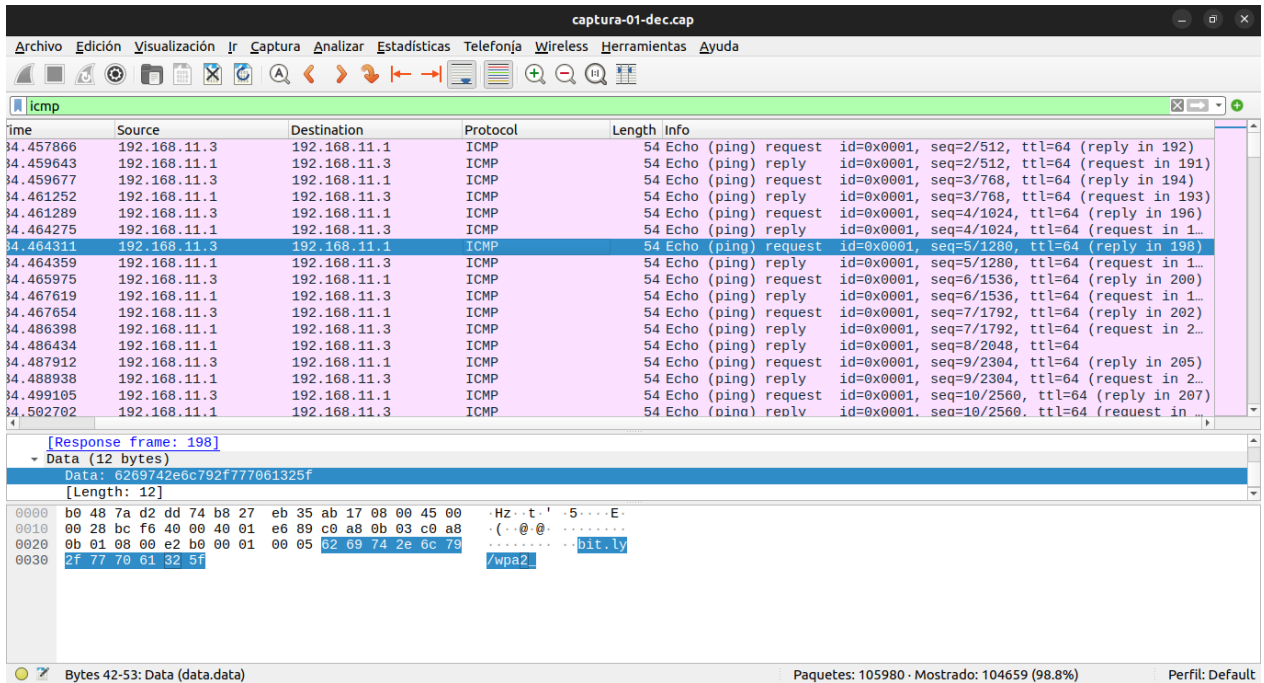 captura-01-dec.cap
Archivo Edición Visualización Ir Captura Analizar Estadísticas Telefonía Wireless Herramientas Ayuda
icmp
ime Source Destination Protocol Length Info
34.457866 192.168.11.3 192.168.11.1 ICMP 54 Echo (ping) request id=0x0001, seq=2/512, ttl=64 (reply in 192)
34.459643 192.168.11.1 192.168.11.3 ICMP 54 Echo (ping) reply id=0x0001, seq=2/512, ttl=64 (request in 191)
34.459677 192.168.11.3 192.168.11.1 ICMP 54 Echo (ping) request id=0x0001, seq=3/768, ttl=64 (reply in 194)
34.461252 192.168.11.1 192.168.11.3 ICMP 54 Echo (ping) reply id=0x0001, seq=3/768, ttl=64 (request in 193)
34.461289 192.168.11.3 192.168.11.1 ICMP 54 Echo (ping) request id=0x0001, seq=4/1024, ttl=64 (reply in 196)
34.464275 192.168.11.1 192.168.11.3 ICMP 54 Echo (ping) reply id=0x0001, seq=4/1024, ttl=64 (request in 1…
34.464311 192.168.11.3 192.168.11.1 ICMP 54 Echo (ping) request id=0x0001, seq=5/1280, ttl=64 (reply in 198)
34.464359 192.168.11.1 192.168.11.3 ICMP 54 Echo (ping) reply id=0x0001, seq=5/1280, ttl=64 (request in 1…
34.465975 192.168.11.3 192.168.11.1 ICMP 54 Echo (ping) request id=0x0001, seq=6/1536, ttl=64 (reply in 200)
34.467619 192.168.11.1 192.168.11.3 ICMP 54 Echo (ping) reply id=0x0001, seq=6/1536, ttl=64 (request in 1…
34.467654 192.168.11.3 192.168.11.1 ICMP 54 Echo (ping) request id=0x0001, seq=7/1792, ttl=64 (reply in 202)
34.486398 192.168.11.1 192.168.11.3 ICMP 54 Echo (ping) reply id=0x0001, seq=7/1792, ttl=64 (request in 2…
34.486434 192.168.11.1 192.168.11.3 ICMP 54 Echo (ping) reply id=0x0001, seq=8/2048, ttl=64
34.487912 192.168.11.3 192.168.11.1 ICMP 54 Echo (ping) request id=0x0001, seq=9/2304, ttl=64 (reply in 205)
34.488938 192.168.11.1 192.168.11.3 ICMP 54 Echo (ping) reply id=0x0001, seq=9/2304, ttl=64 (request in 2…
34.499105 192.168.11.3 192.168.11.1 ICMP 54 Echo (ping) request id=0x0001, seq=10/2560, ttl=64 (reply in 207)
34.502702 192.168.11.1 192.168.11.3 ICMP 54 Echo (ping) reply id=0x0001, seq=10/2560, ttl=64 (request in …
[Response frame: 198]
Data (12 bytes)
Data: 6269742e6c792f777061325f
[Length: 12]
0000 b0 48 7a d2 dd 74 b8 27 eb 35 ab 17 08 00 45 00 ·Hz··t·' ·5····E·
0010 00 28 bc f6 40 00 40 01 e6 89 c0 a8 0b 03 c0 a8 ·(··@·@· ········
0020 0b 01 08 00 e2 b0 00 01 00 05 62 69 74 2e 6c 79 ········ ··bit.ly
0030 2f 77 70 61 32 5f /wpa2_
Bytes 42-53: Data (data.data) Paquetes: 105980 · Mostrado: 104659 (98.8%) Perfil: Default